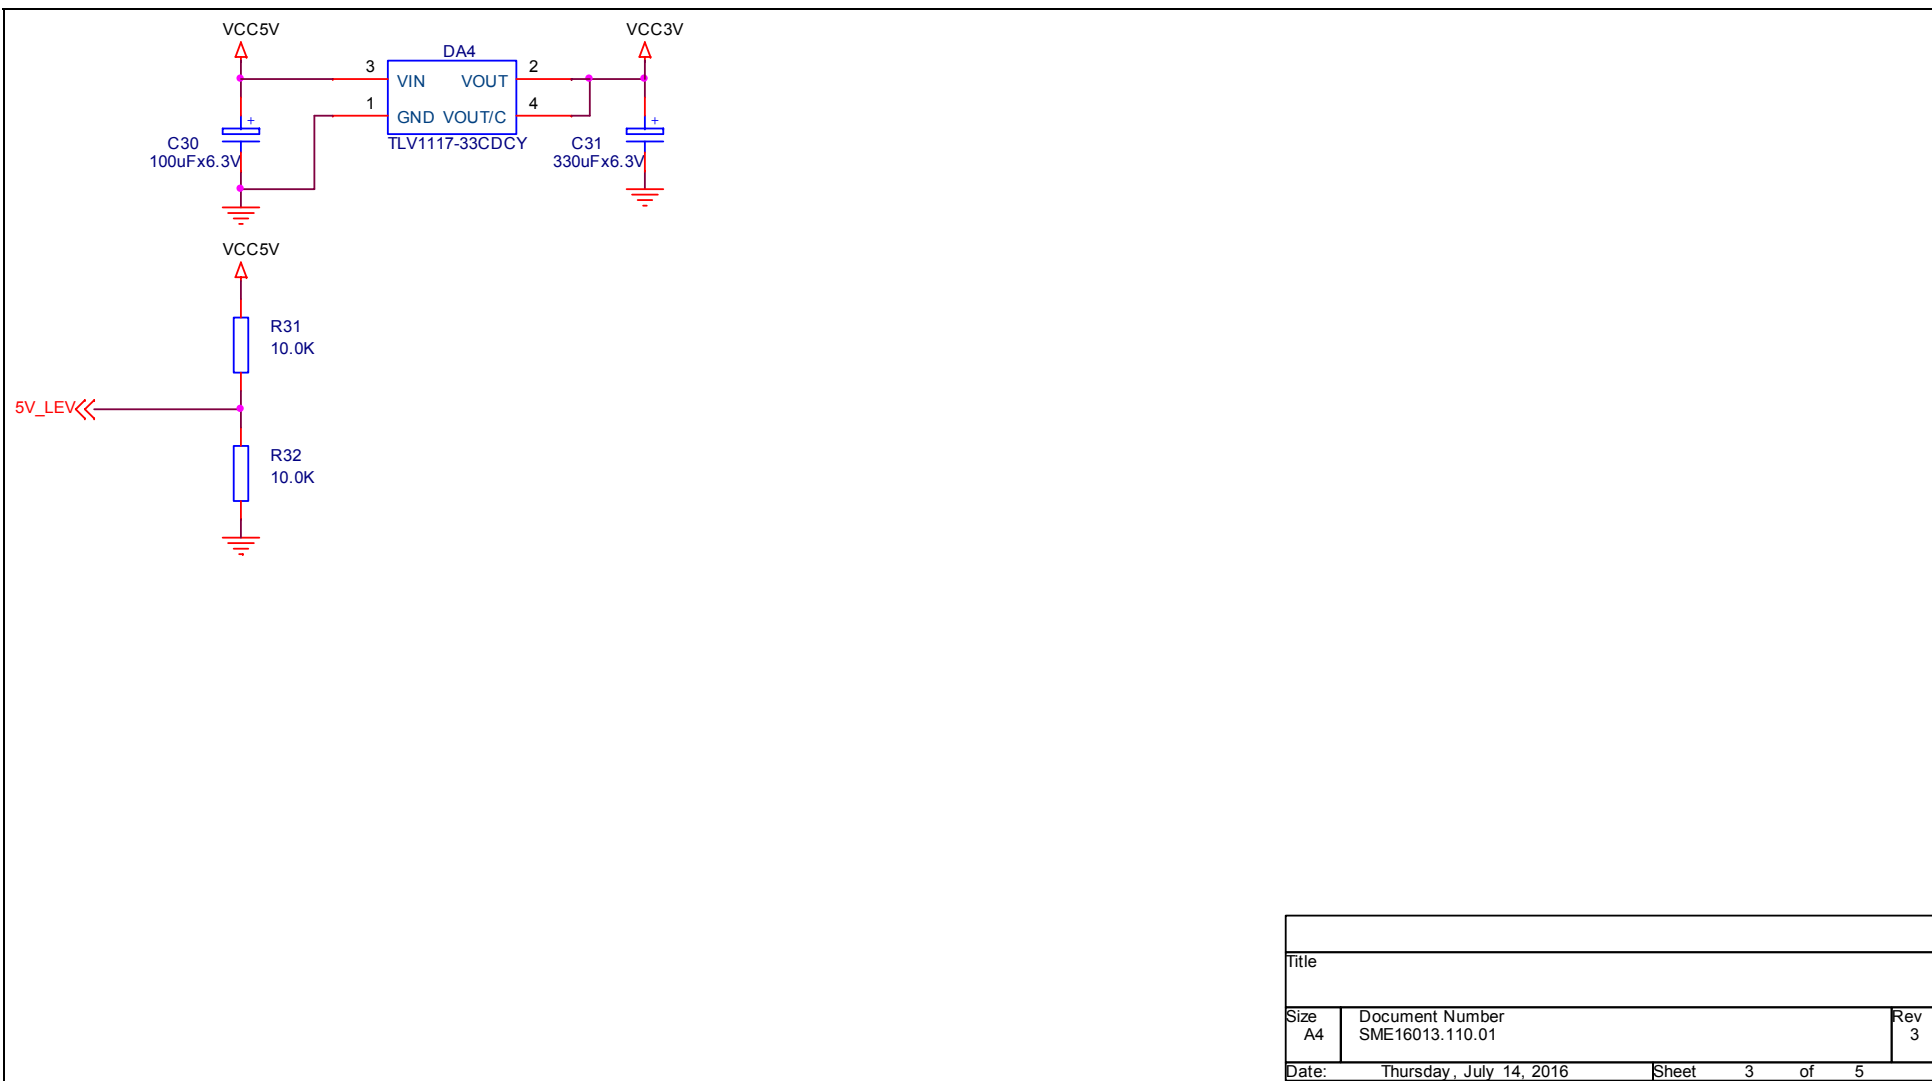 VCC5V
VCC3V
DA4
3 VIN VOUT 2
1 GND VOUT/C 4
TLV1117-33CDCY
+
C30
100uFx6.3V
+
C31
330uFx6.3V
VCC5V
R31
10.0K
5V_LEV
R32
10.0K
Title
Size Document Number Rev
A4 SME16013.110.01 3
Date: Thursday, July 14, 2016 Sheet 3 of 5